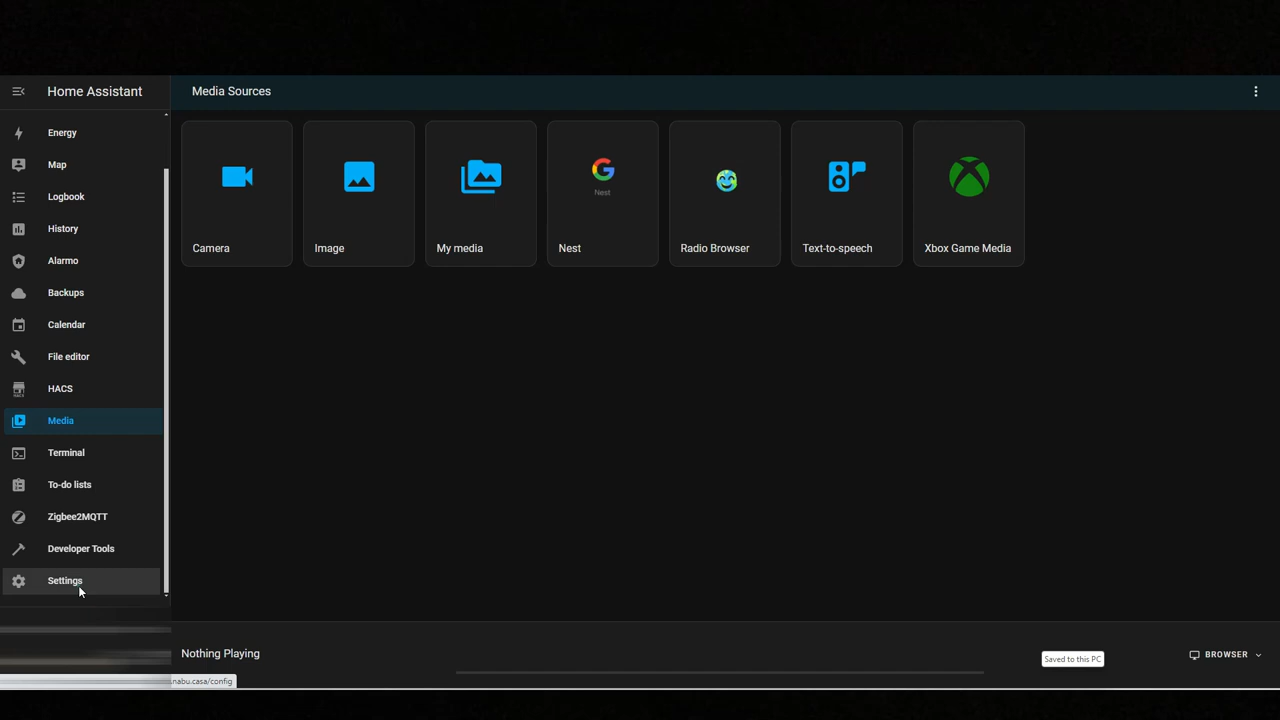 Home Assistant
Media Sources
Energy
Map
Logbook
History
Alarmo
Backups
Calendar
File editor
HACS
HACS
Media
Terminal
To-do lists
Zigbee2MQTT
Developer Tools
Settings
Camera
Image
My media
Nest
Nest
Radio Browser
Text-to-speech
Xbox Game Media
Nothing Playing
Saved to this PC
BROWSER
nabu.casa/config